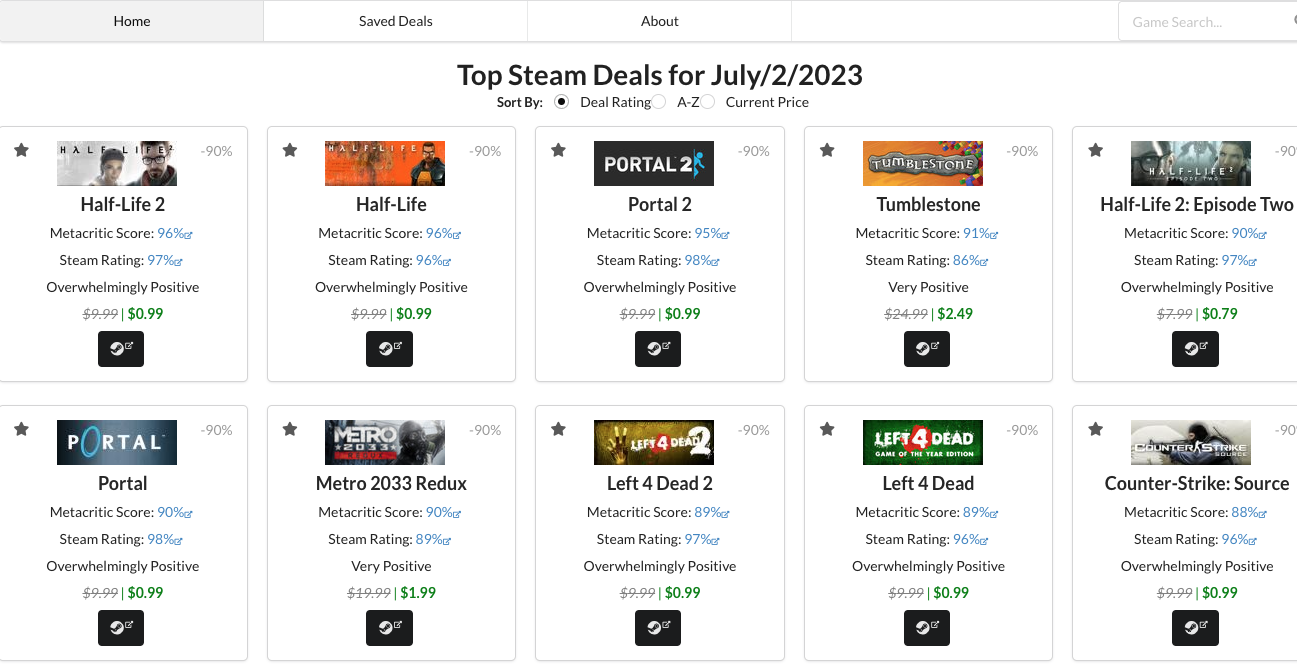 Home Saved Deals About Game Search...
Top Steam Deals for July/2/2023
Sort By: Deal Rating A-Z Current Price
HALF-LIFE² -90% HALF-LIFE -90% PORTAL 2 -90% TUMBLESTONE -90% HALF-LIFE² EPISODE TWO -90
Half-Life 2 Half-Life Portal 2 Tumblestone Half-Life 2: Episode Two
Metacritic Score: 96% Metacritic Score: 96% Metacritic Score: 95% Metacritic Score: 91% Metacritic Score: 90%
Steam Rating: 97% Steam Rating: 96% Steam Rating: 98% Steam Rating: 86% Steam Rating: 97%
Overwhelmingly Positive Overwhelmingly Positive Overwhelmingly Positive Very Positive Overwhelmingly Positive
$9.99 | $0.99 $9.99 | $0.99 $9.99 | $0.99 $24.99 | $2.49 $7.99 | $0.79
PORTAL -90% METRO 2033 REDUX -90% LEFT 4 DEAD 2 -90% LEFT 4 DEAD GAME OF THE YEAR EDITION -90% COUNTER-STRIKE SOURCE -90
Portal Metro 2033 Redux Left 4 Dead 2 Left 4 Dead Counter-Strike: Source
Metacritic Score: 90% Metacritic Score: 90% Metacritic Score: 89% Metacritic Score: 89% Metacritic Score: 88%
Steam Rating: 98% Steam Rating: 89% Steam Rating: 97% Steam Rating: 96% Steam Rating: 96%
Overwhelmingly Positive Very Positive Overwhelmingly Positive Overwhelmingly Positive Overwhelmingly Positive
$9.99 | $0.99 $19.99 | $1.99 $9.99 | $0.99 $9.99 | $0.99 $9.99 | $0.99